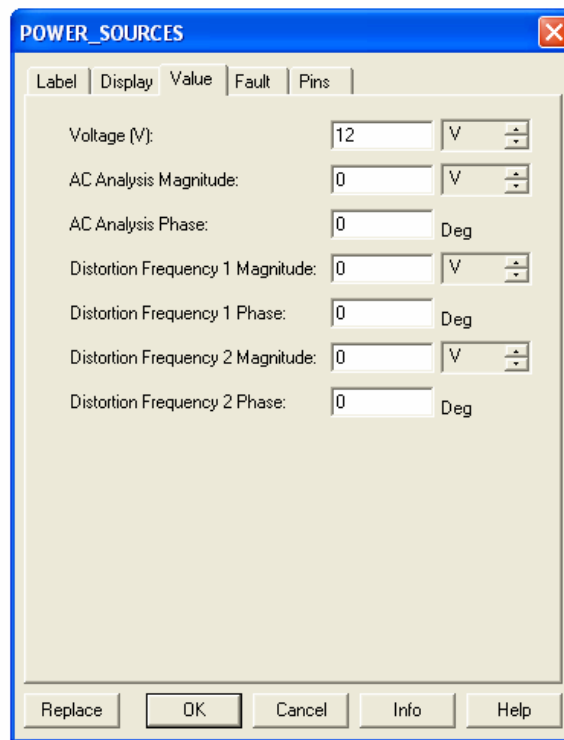 POWER_SOURCES
Label Display Value Fault Pins
Voltage (V): 12 V
AC Analysis Magnitude: 0 V
AC Analysis Phase: 0 Deg
Distortion Frequency 1 Magnitude: 0 V
Distortion Frequency 1 Phase: 0 Deg
Distortion Frequency 2 Magnitude: 0 V
Distortion Frequency 2 Phase: 0 Deg
Replace OK Cancel Info Help